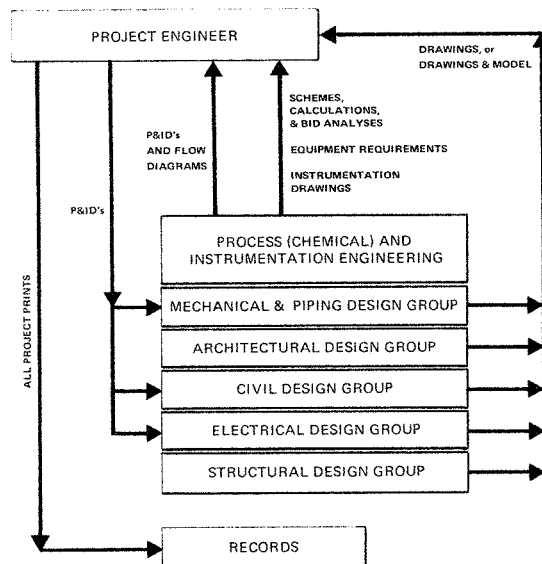 PROJECT ENGINEER
DRAWINGS, or
DRAWINGS & MODEL
SCHEMES,
CALCULATIONS,
& BID ANALYSES
P&ID's
AND FLOW
DIAGRAMS
EQUIPMENT REQUIREMENTS
INSTRUMENTATION
DRAWINGS
P&ID's
PROCESS (CHEMICAL) AND
INSTRUMENTATION ENGINEERING
MECHANICAL & PIPING DESIGN GROUP
ARCHITECTURAL DESIGN GROUP
CIVIL DESIGN GROUP
ELECTRICAL DESIGN GROUP
STRUCTURAL DESIGN GROUP
ALL PROJECT PRINTS
RECORDS